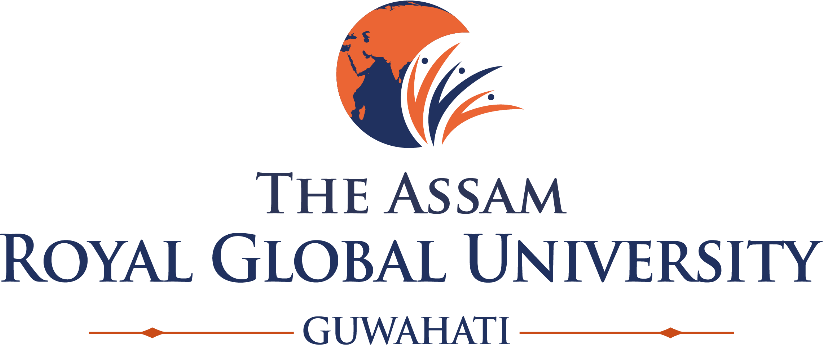 THE ASSAM
ROYAL GLOBAL UNIVERSITY
GUWAHATI